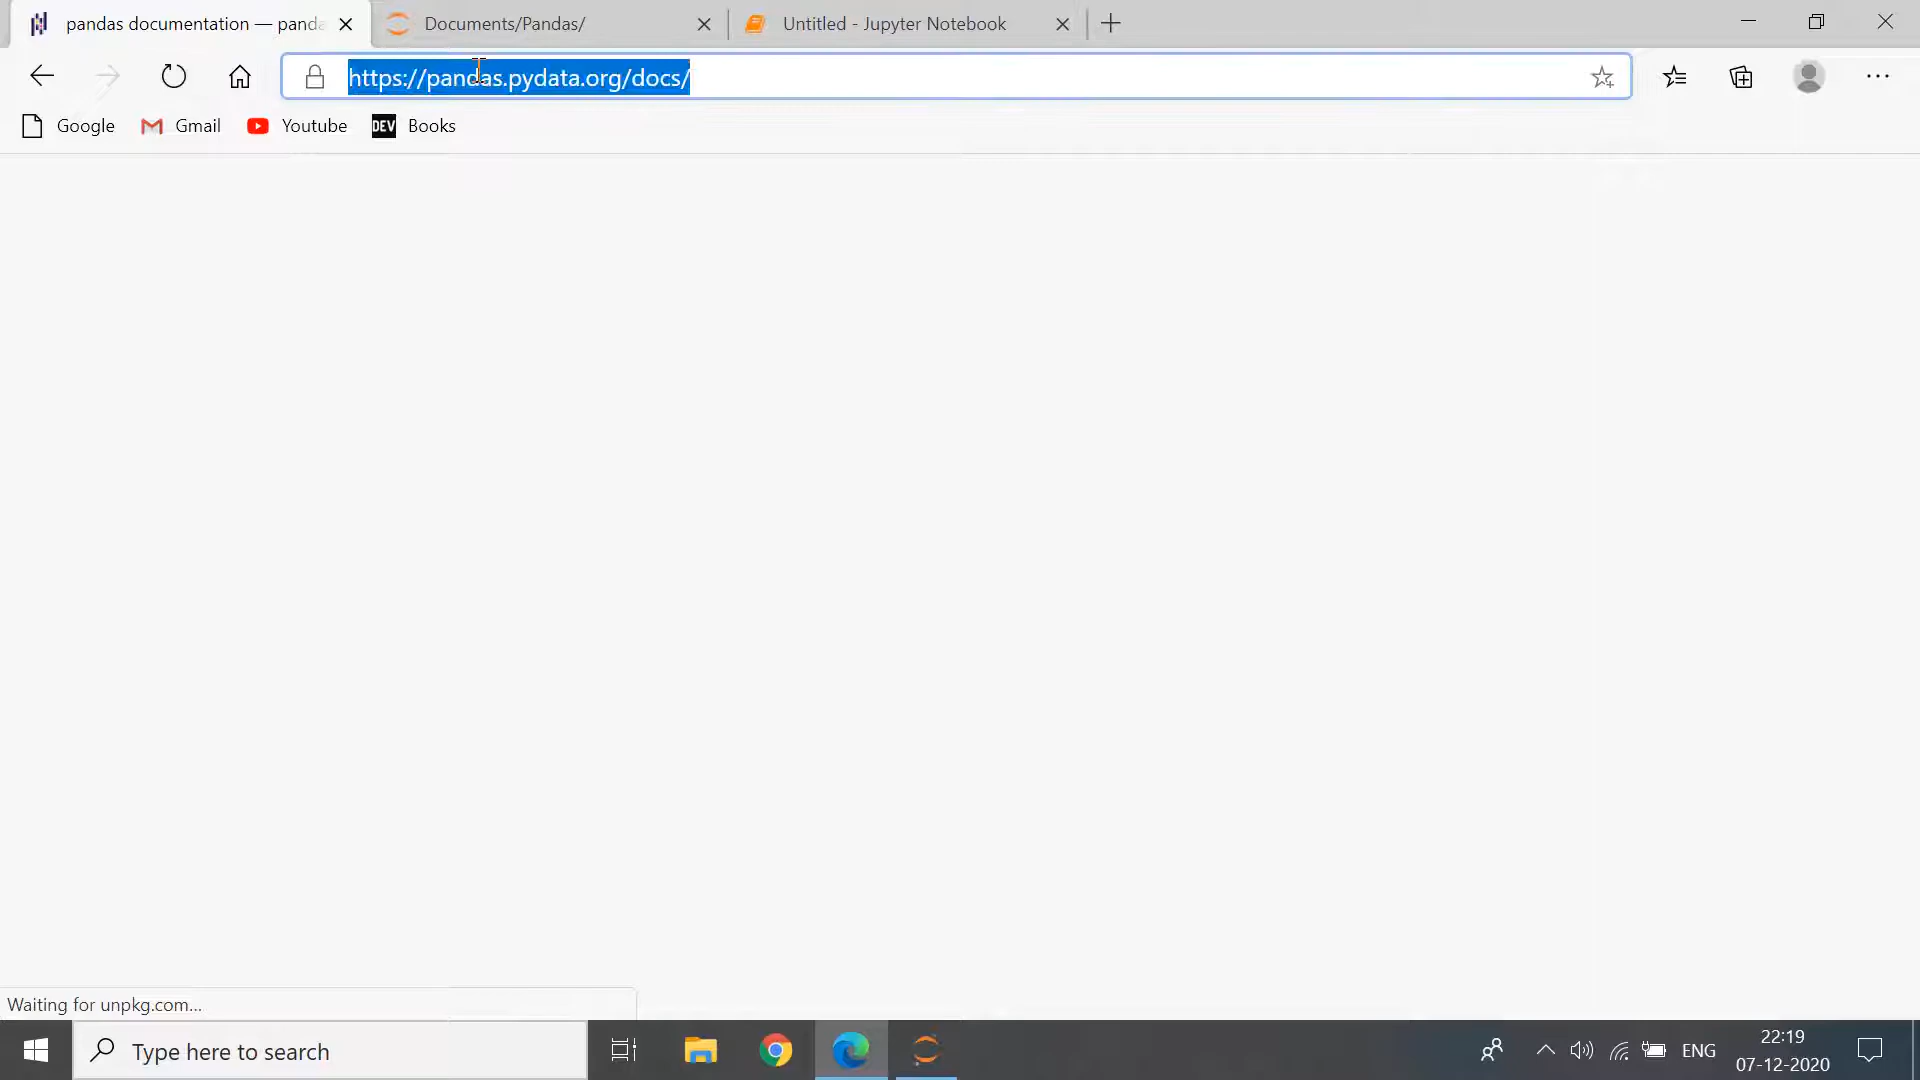 pandas documentation — panda
Documents/Pandas/
Untitled - Jupyter Notebook
https://pandas.pydata.org/docs/
Google
Gmail
Youtube
DEV
Books
Waiting for unpkg.com...
Type here to search
ENG
22:19
07-12-2020